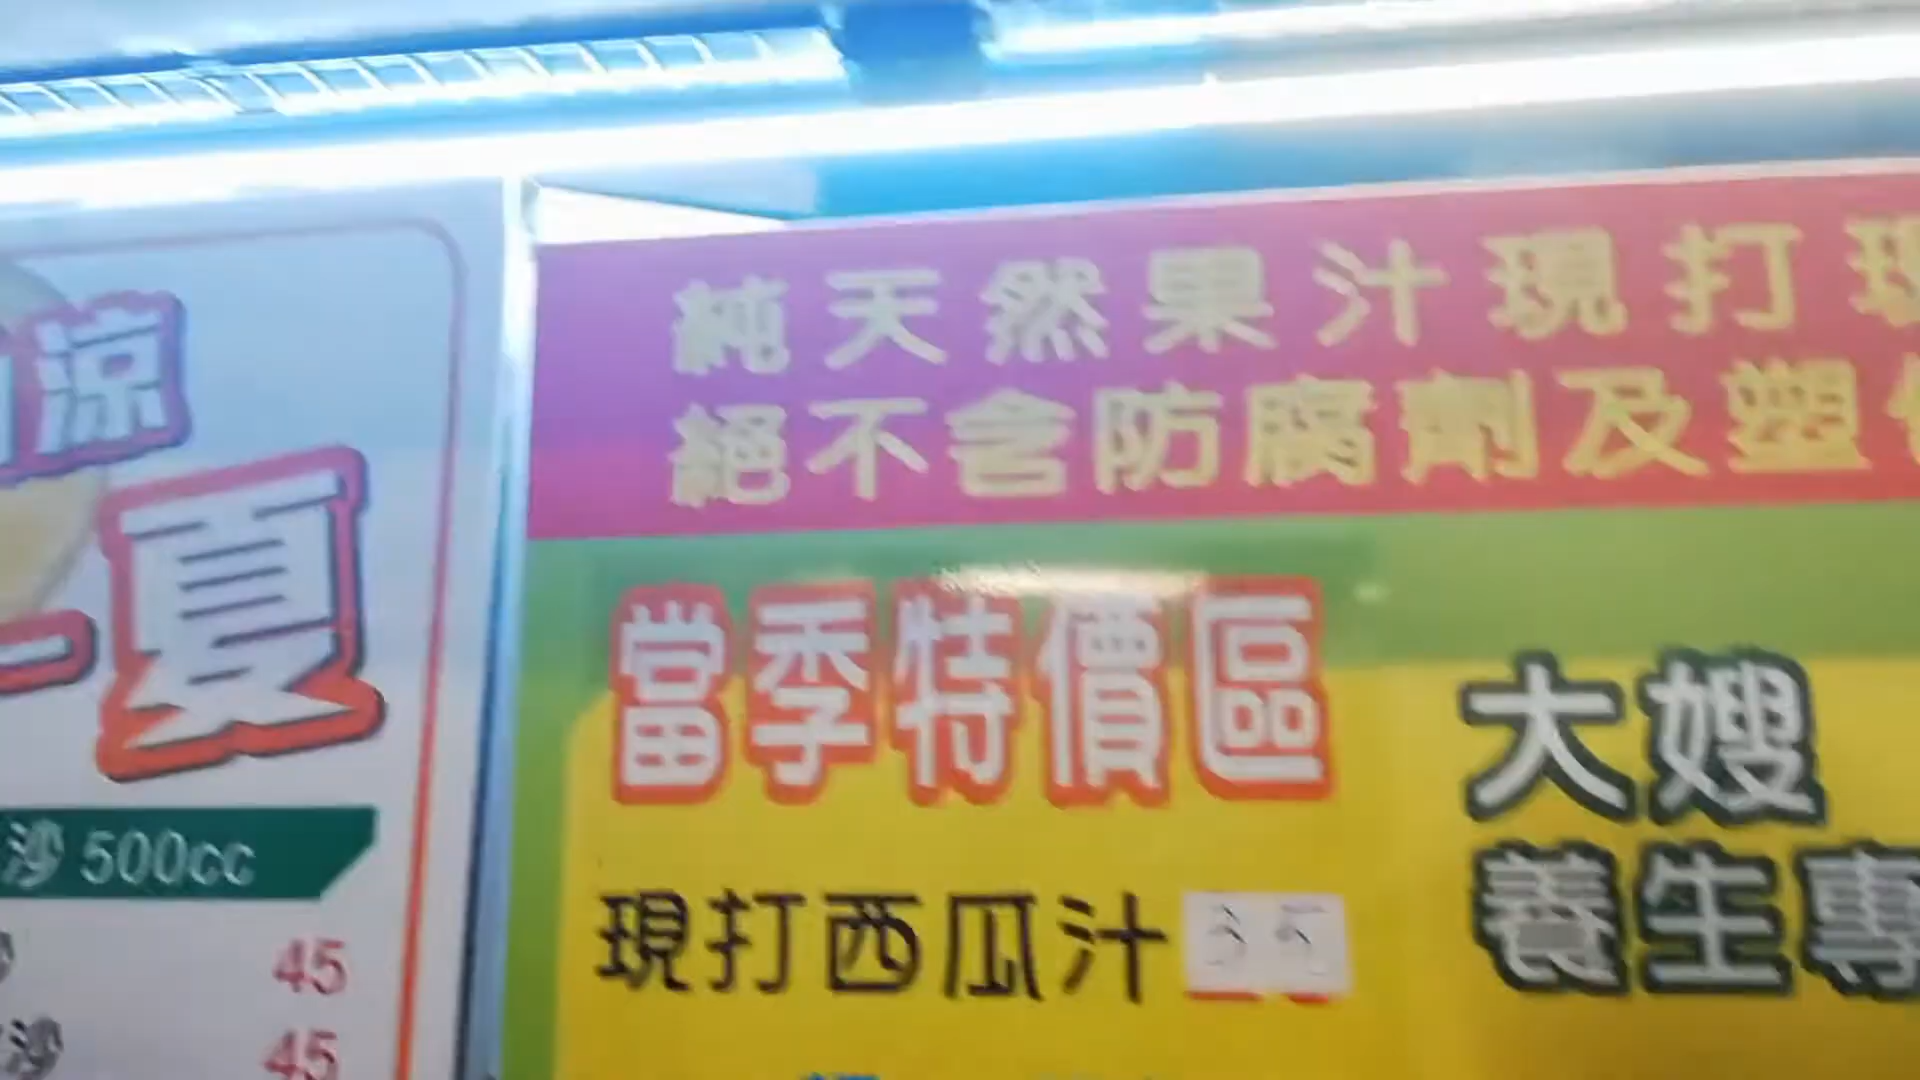 涼
一夏
沙 500cc
45
沙 45
純天然果汁現打
絕不含防腐劑及塑
當季特價區
現打西瓜汁 35
大嫂
養生專